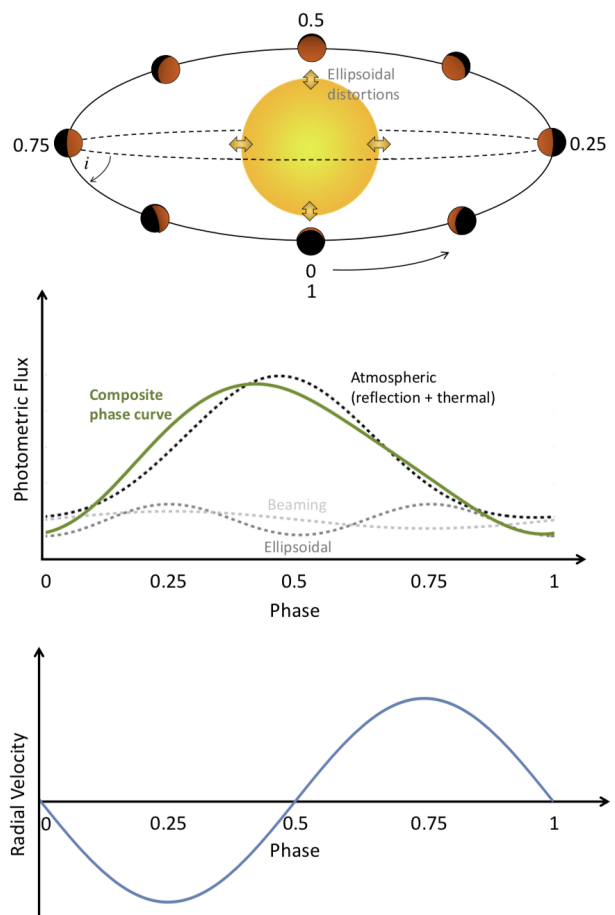 0.5
Ellipsoidal
distortions
0.75
i
0.25
0
1
Photometric Flux
Composite
phase curve
Atmospheric
(reflection + thermal)
Beaming
Ellipsoidal
0 0.25 0.5 0.75 1
Phase
Radial Velocity
0 0.25 0.5 0.75 1
Phase